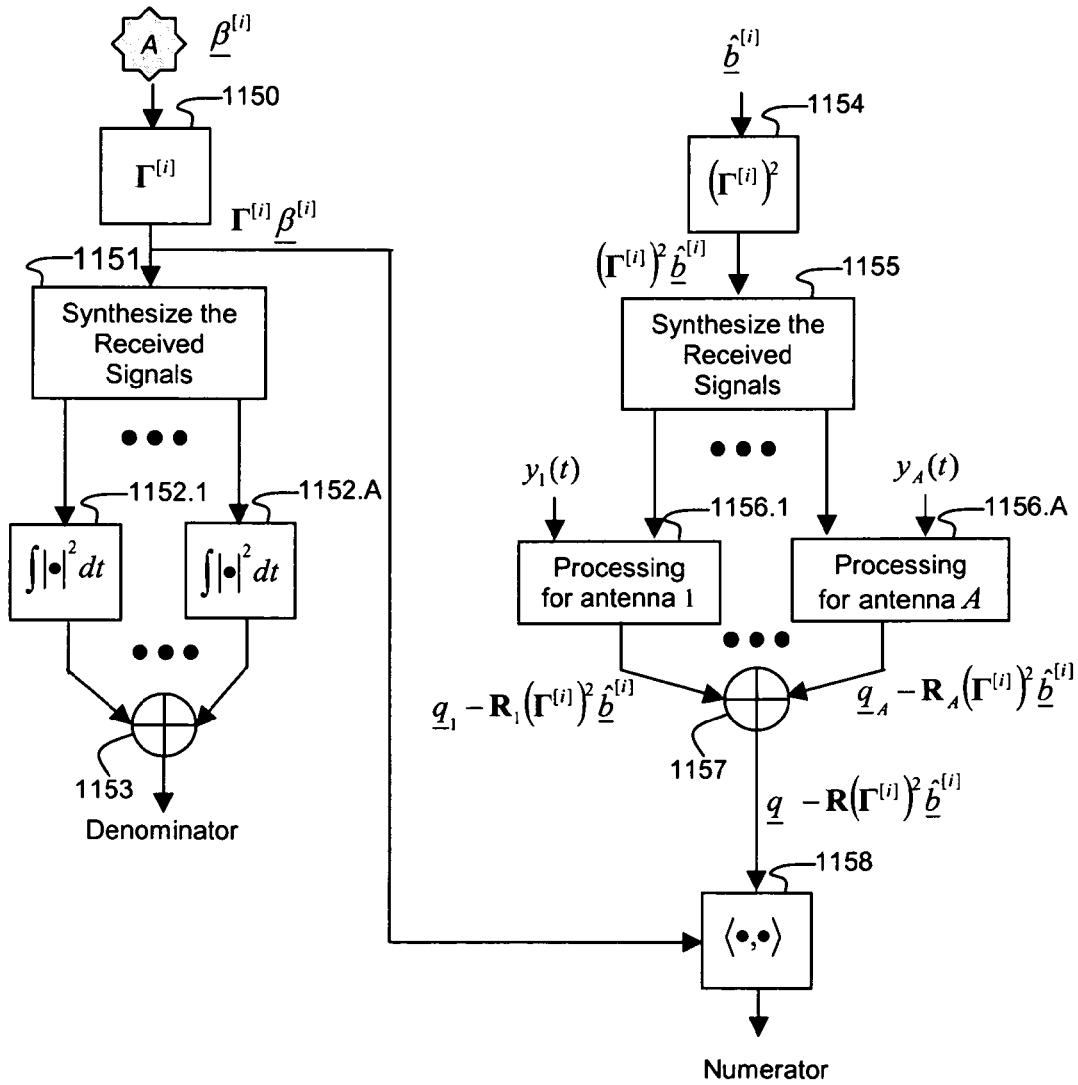 A
β^[i]
1150
Γ^[i]
Γ^[i] β^[i]
1151
Synthesize the
Received
Signals
● ● ●
1152.1
1152.A
∫|●|² dt
∫|●|² dt
● ● ●
1153
Denominator
b̂^[i]
1154
(Γ^[i])²
(Γ^[i])² b̂^[i]
1155
Synthesize the
Received
Signals
● ● ●
y₁(t)
y_A(t)
1156.1
1156.A
Processing
for antenna 1
Processing
for antenna A
● ● ●
q₁ − R₁(Γ^[i])² b̂^[i]
q_A − R_A(Γ^[i])² b̂^[i]
1157
q − R(Γ^[i])² b̂^[i]
1158
⟨●,●⟩
Numerator